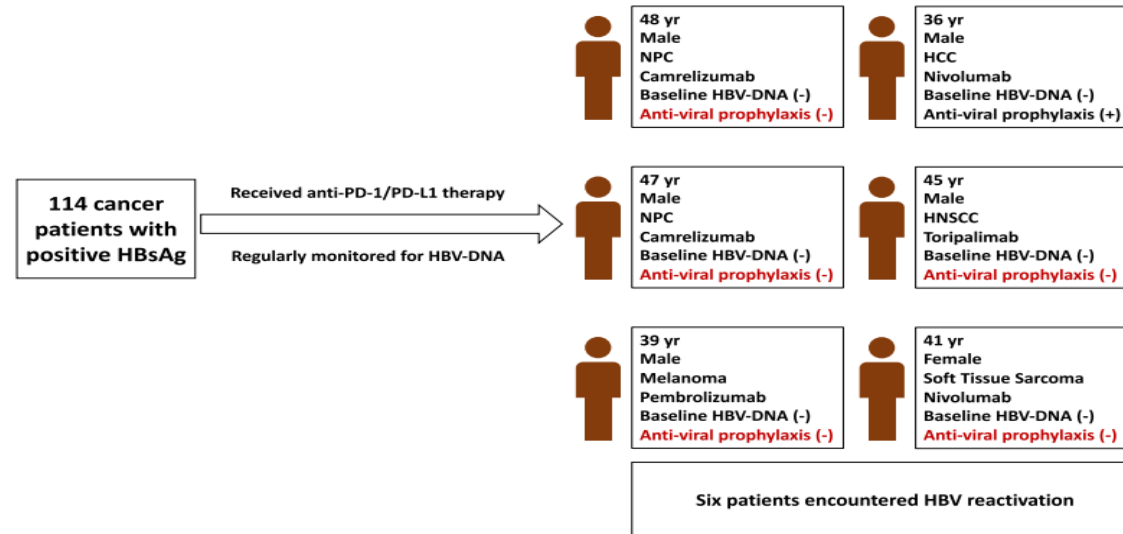 114 cancer
patients with
positive HBsAg
Received anti-PD-1/PD-L1 therapy
Regularly monitored for HBV-DNA
48 yr
Male
NPC
Camrelizumab
Baseline HBV-DNA (-)
Anti-viral prophylaxis (-)
36 yr
Male
HCC
Nivolumab
Baseline HBV-DNA (-)
Anti-viral prophylaxis (+)
47 yr
Male
NPC
Camrelizumab
Baseline HBV-DNA (-)
Anti-viral prophylaxis (-)
45 yr
Male
HNSCC
Toripalimab
Baseline HBV-DNA (-)
Anti-viral prophylaxis (-)
39 yr
Male
Melanoma
Pembrolizumab
Baseline HBV-DNA (-)
Anti-viral prophylaxis (-)
41 yr
Female
Soft Tissue Sarcoma
Nivolumab
Baseline HBV-DNA (-)
Anti-viral prophylaxis (-)
Six patients encountered HBV reactivation